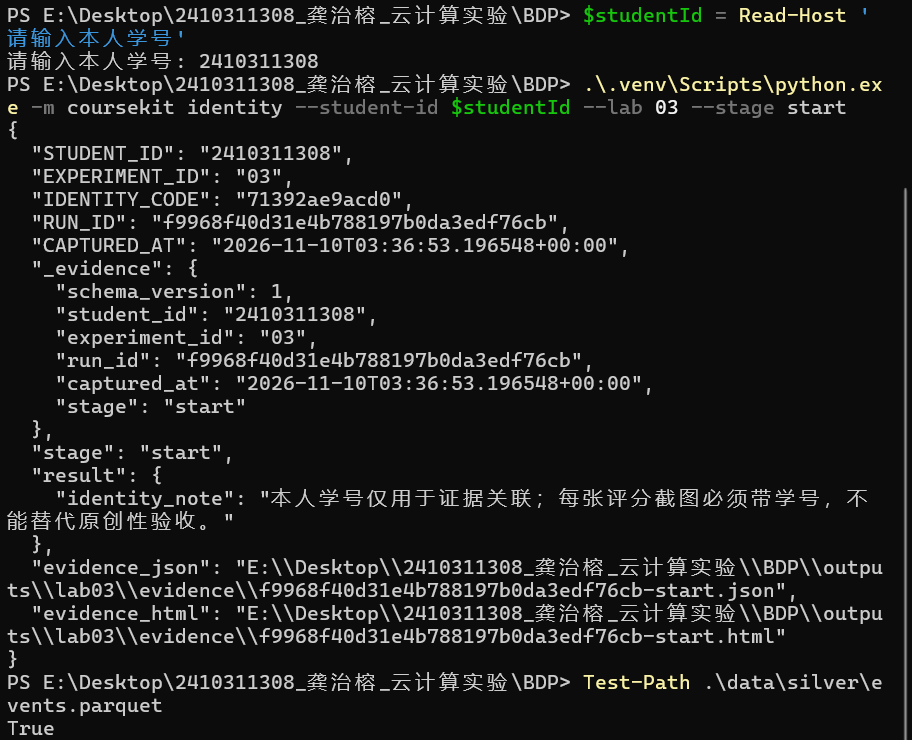 PS E:\Desktop\2410311308_龚治榕_云计算实验\BDP> $studentId = Read-Host '
请输入本人学号'
请输入本人学号: 2410311308
PS E:\Desktop\2410311308_龚治榕_云计算实验\BDP> .\.venv\Scripts\python.ex
e -m coursekit identity --student-id $studentId --lab 03 --stage start
{
  "STUDENT_ID": "2410311308",
  "EXPERIMENT_ID": "03",
  "IDENTITY_CODE": "71392ae9acd0",
  "RUN_ID": "f9968f40d31e4b788197b0da3edf76cb",
  "CAPTURED_AT": "2026-11-10T03:36:53.196548+00:00",
  "_evidence": {
    "schema_version": 1,
    "student_id": "2410311308",
    "experiment_id": "03",
    "run_id": "f9968f40d31e4b788197b0da3edf76cb",
    "captured_at": "2026-11-10T03:36:53.196548+00:00",
    "stage": "start"
  },
  "stage": "start",
  "result": {
    "identity_note": "本人学号仅用于证据关联；每张评分截图必须带学号，不
能替代原创性验收。"
  },
  "evidence_json": "E:\\Desktop\\2410311308_龚治榕_云计算实验\\BDP\\outpu
ts\\lab03\\evidence\\f9968f40d31e4b788197b0da3edf76cb-start.json",
  "evidence_html": "E:\\Desktop\\2410311308_龚治榕_云计算实验\\BDP\\outpu
ts\\lab03\\evidence\\f9968f40d31e4b788197b0da3edf76cb-start.html"
}
PS E:\Desktop\2410311308_龚治榕_云计算实验\BDP> Test-Path .\data\silver\e
vents.parquet
True